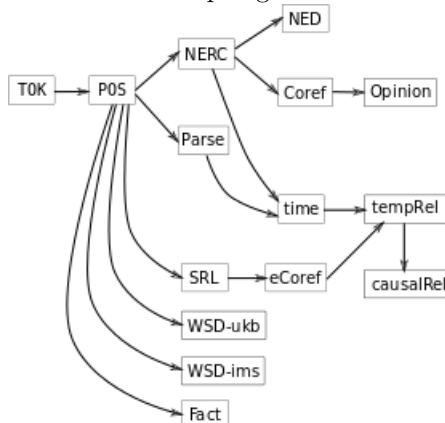 NED
NERC
TOK
POS
Coref
Opinion
Parse
time
tempRel
SRL
eCoref
causalRel
WSD-ukb
WSD-ims
Fact